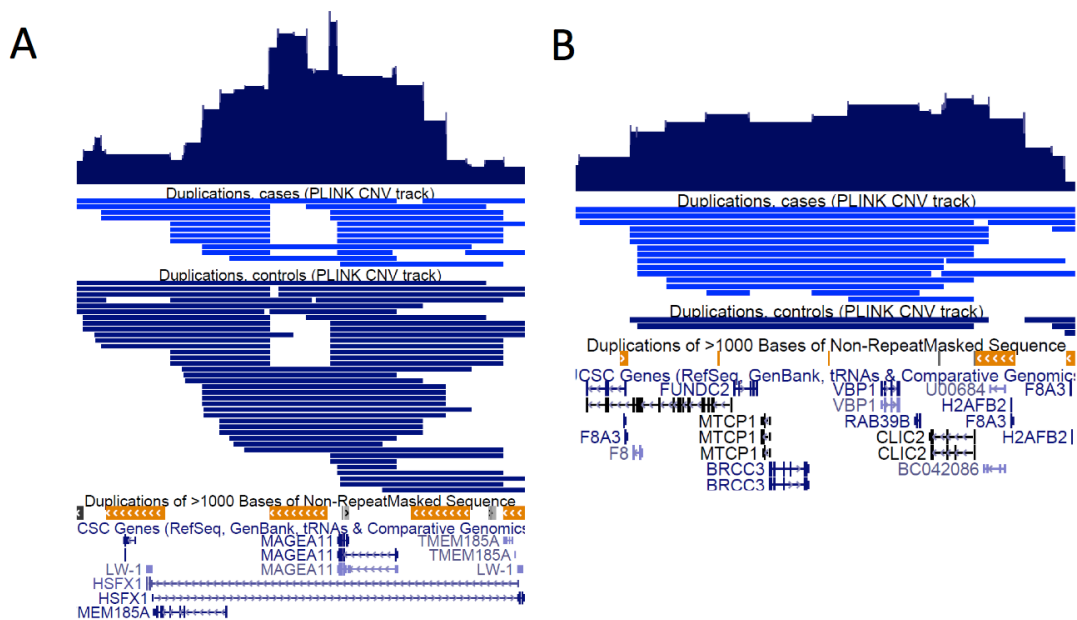 A
Duplications, cases (PLINK CNV track)
Duplications, controls (PLINK CNV track)
Duplications of >1000 Bases of Non-RepeatMasked Sequence
CSC Genes (RefSeq, GenBank, tRNAs & Comparative Genomics
MAGEA11 TMEM185A
MAGEA11 TMEM185A
LW-1 MAGEA11 LW-1
HSFX1
HSFX1
MEM185A
B
Duplications, cases (PLINK CNV track)
Duplications, controls (PLINK CNV track)
Duplications of >1000 Bases of Non-RepeatMasked Sequence
JCSC Genes (RefSeq, GenBank, tRNAs & Comparative Genomics
FUNDC2 VBP1 U00684 F8A3
VBP1 H2AFB2
MTCP1 RAB39B F8A3
F8A3 MTCP1 CLIC2 H2AFB2
F8 MTCP1 CLIC2
BRCC3 BC042086
BRCC3